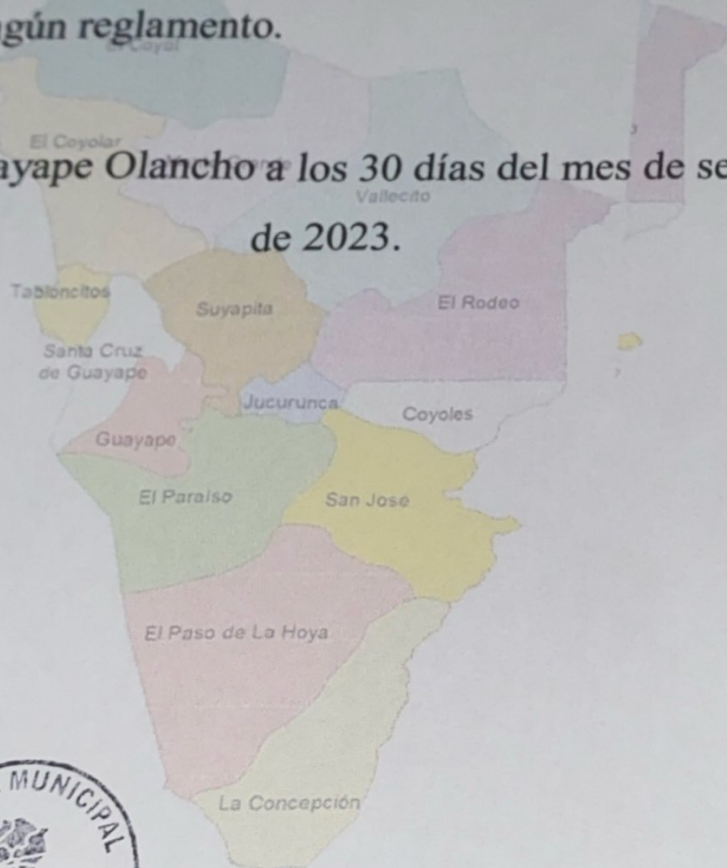 gún reglamento.
El Coyolar
ayape Olancho a los 30 días del mes de se
Vallecito
de 2023.
Tabloncitos
Suyapita
El Rodeo
Santa Cruz
de Guayape
Jucurunca
Coyoles
Guayape
El Paraiso
San Jose
El Paso de La Hoya
MUNICIPAL
La Concepción